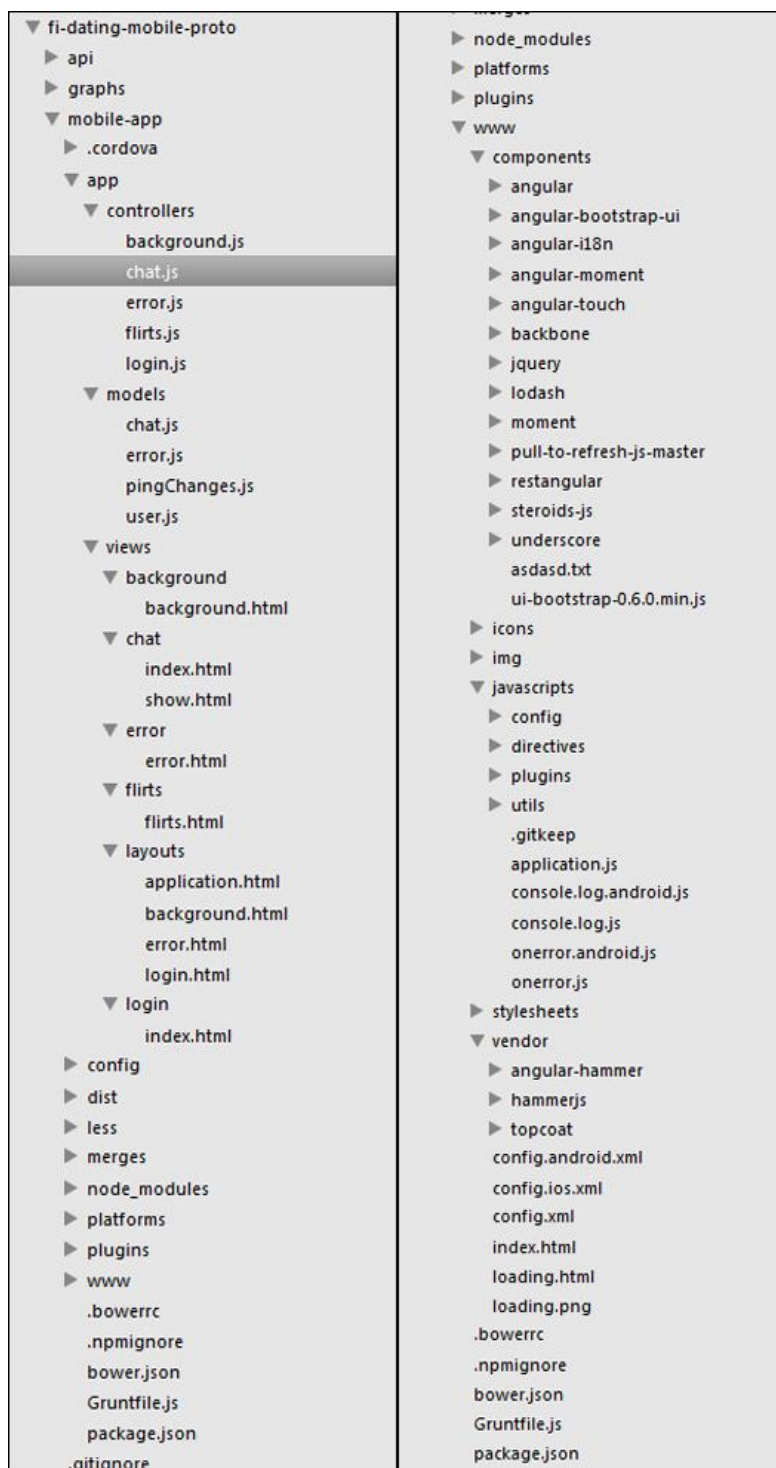 fi-dating-mobile-proto
api
graphs
mobile-app
.cordova
app
controllers
background.js
chat.js
error.js
flirts.js
login.js
models
chat.js
error.js
pingChanges.js
user.js
views
background
background.html
chat
index.html
show.html
error
error.html
flirts
flirts.html
layouts
application.html
background.html
error.html
login.html
login
index.html
config
dist
less
merges
node_modules
platforms
plugins
www
.bowerrc
.npmignore
bower.json
Gruntfile.js
package.json
.gitignore
merges
node_modules
platforms
plugins
www
components
angular
angular-bootstrap-ui
angular-i18n
angular-moment
angular-touch
backbone
jquery
lodash
moment
pull-to-refresh-js-master
restangular
steroids-js
underscore
asdasd.txt
ui-bootstrap-0.6.0.min.js
icons
img
javascripts
config
directives
plugins
utils
.gitkeep
application.js
console.log.android.js
console.log.js
onerror.android.js
onerror.js
stylesheets
vendor
angular-hammer
hammerjs
topcoat
config.android.xml
config.ios.xml
config.xml
index.html
loading.html
loading.png
.bowerrc
.npmignore
bower.json
Gruntfile.js
package.json